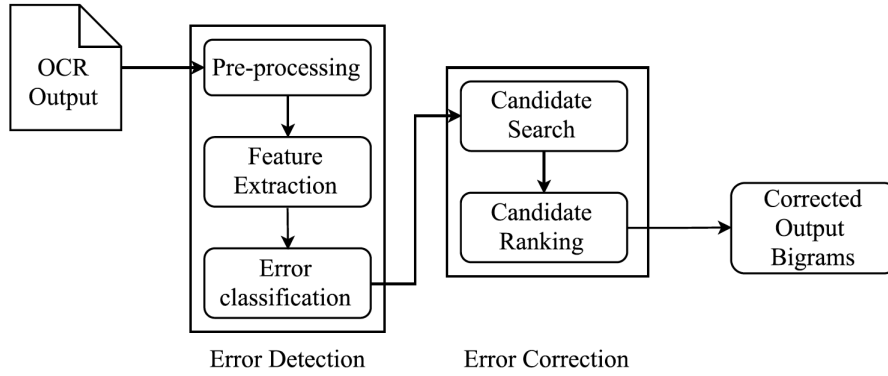 OCR
Output
Pre-processing
Feature
Extraction
Error
classification
Error Detection
Candidate
Search
Candidate
Ranking
Error Correction
Corrected
Output
Bigrams